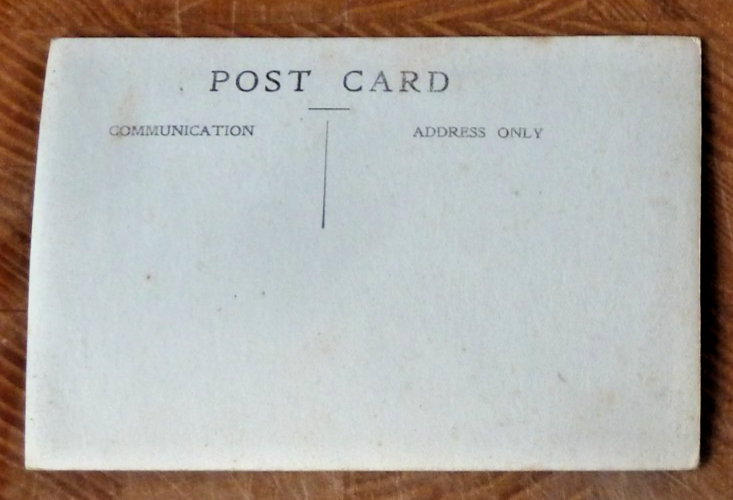 POST CARD
COMMUNICATION
ADDRESS ONLY